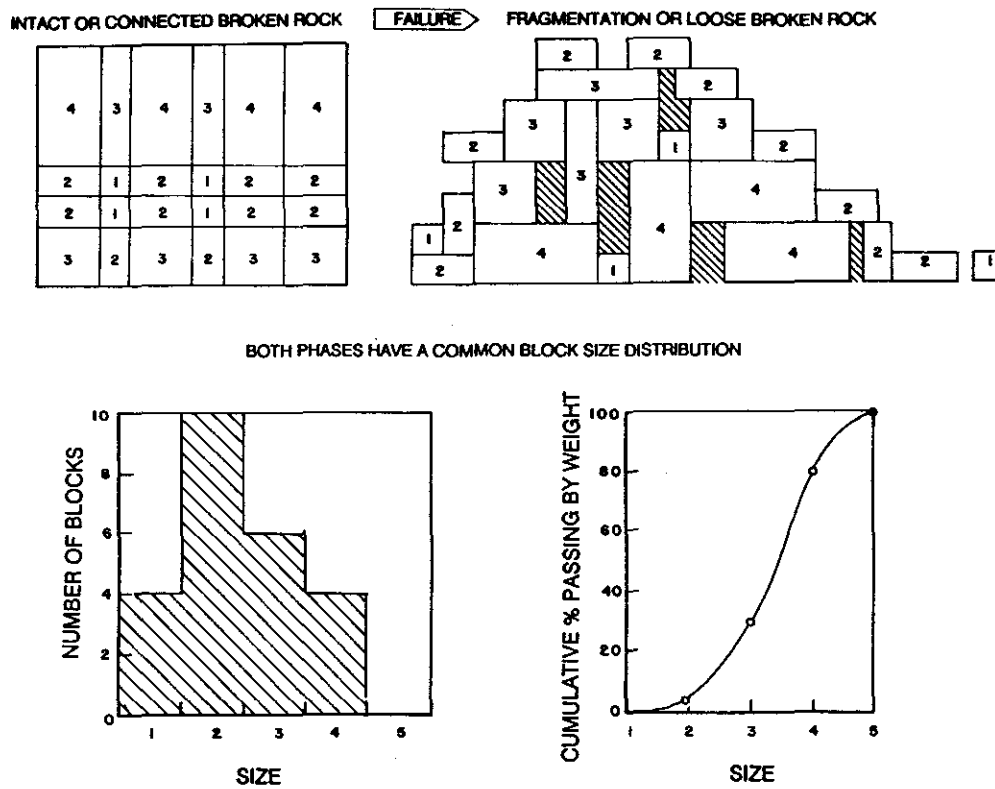 INTACT OR CONNECTED BROKEN ROCK FAILURE FRAGMENTATION OR LOOSE BROKEN ROCK
4 3 4 3 4 4
2 1 2 1 2 2
2 1 2 1 2 2
3 2 3 2 3 3
2 2
3 2
3 3 3
2 1 2
3 3 4
2 2
1 4 4 4 2
2 1 2 1
BOTH PHASES HAVE A COMMON BLOCK SIZE DISTRIBUTION
NUMBER OF BLOCKS
10
8
6
4
2
0
1 2 3 4 5
SIZE
CUMULATIVE % PASSING BY WEIGHT
100
80
40
20
0
1 2 3 4 5
SIZE